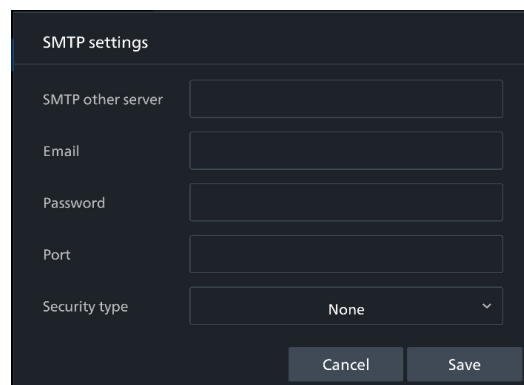 SMTP settings
SMTP other server
Email
Password
Port
Security type None
Cancel Save